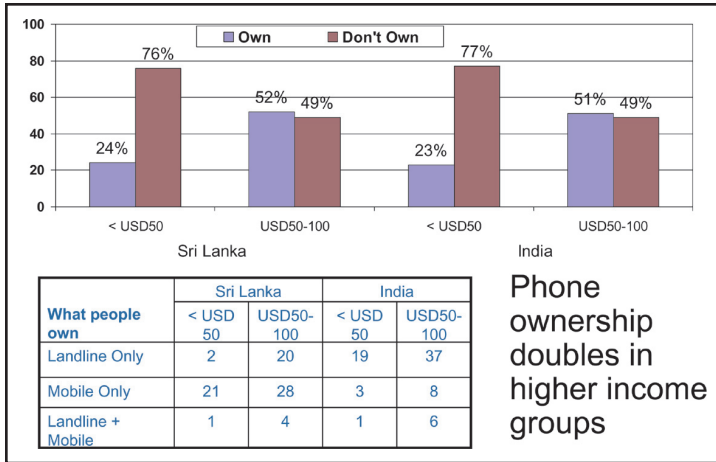 100
80
60
40
20
0
Own Don't Own
24%
76%
52%
49%
23%
77%
51%
49%
< USD50 USD50-100 < USD50 USD50-100
Sri Lanka India
What people own Sri Lanka India
< USD 50 USD50-100 < USD 50 USD50-100
Landline Only 2 20 19 37
Mobile Only 21 28 3 8
Landline + Mobile 1 4 1 6
Phone
ownership
doubles in
higher income
groups